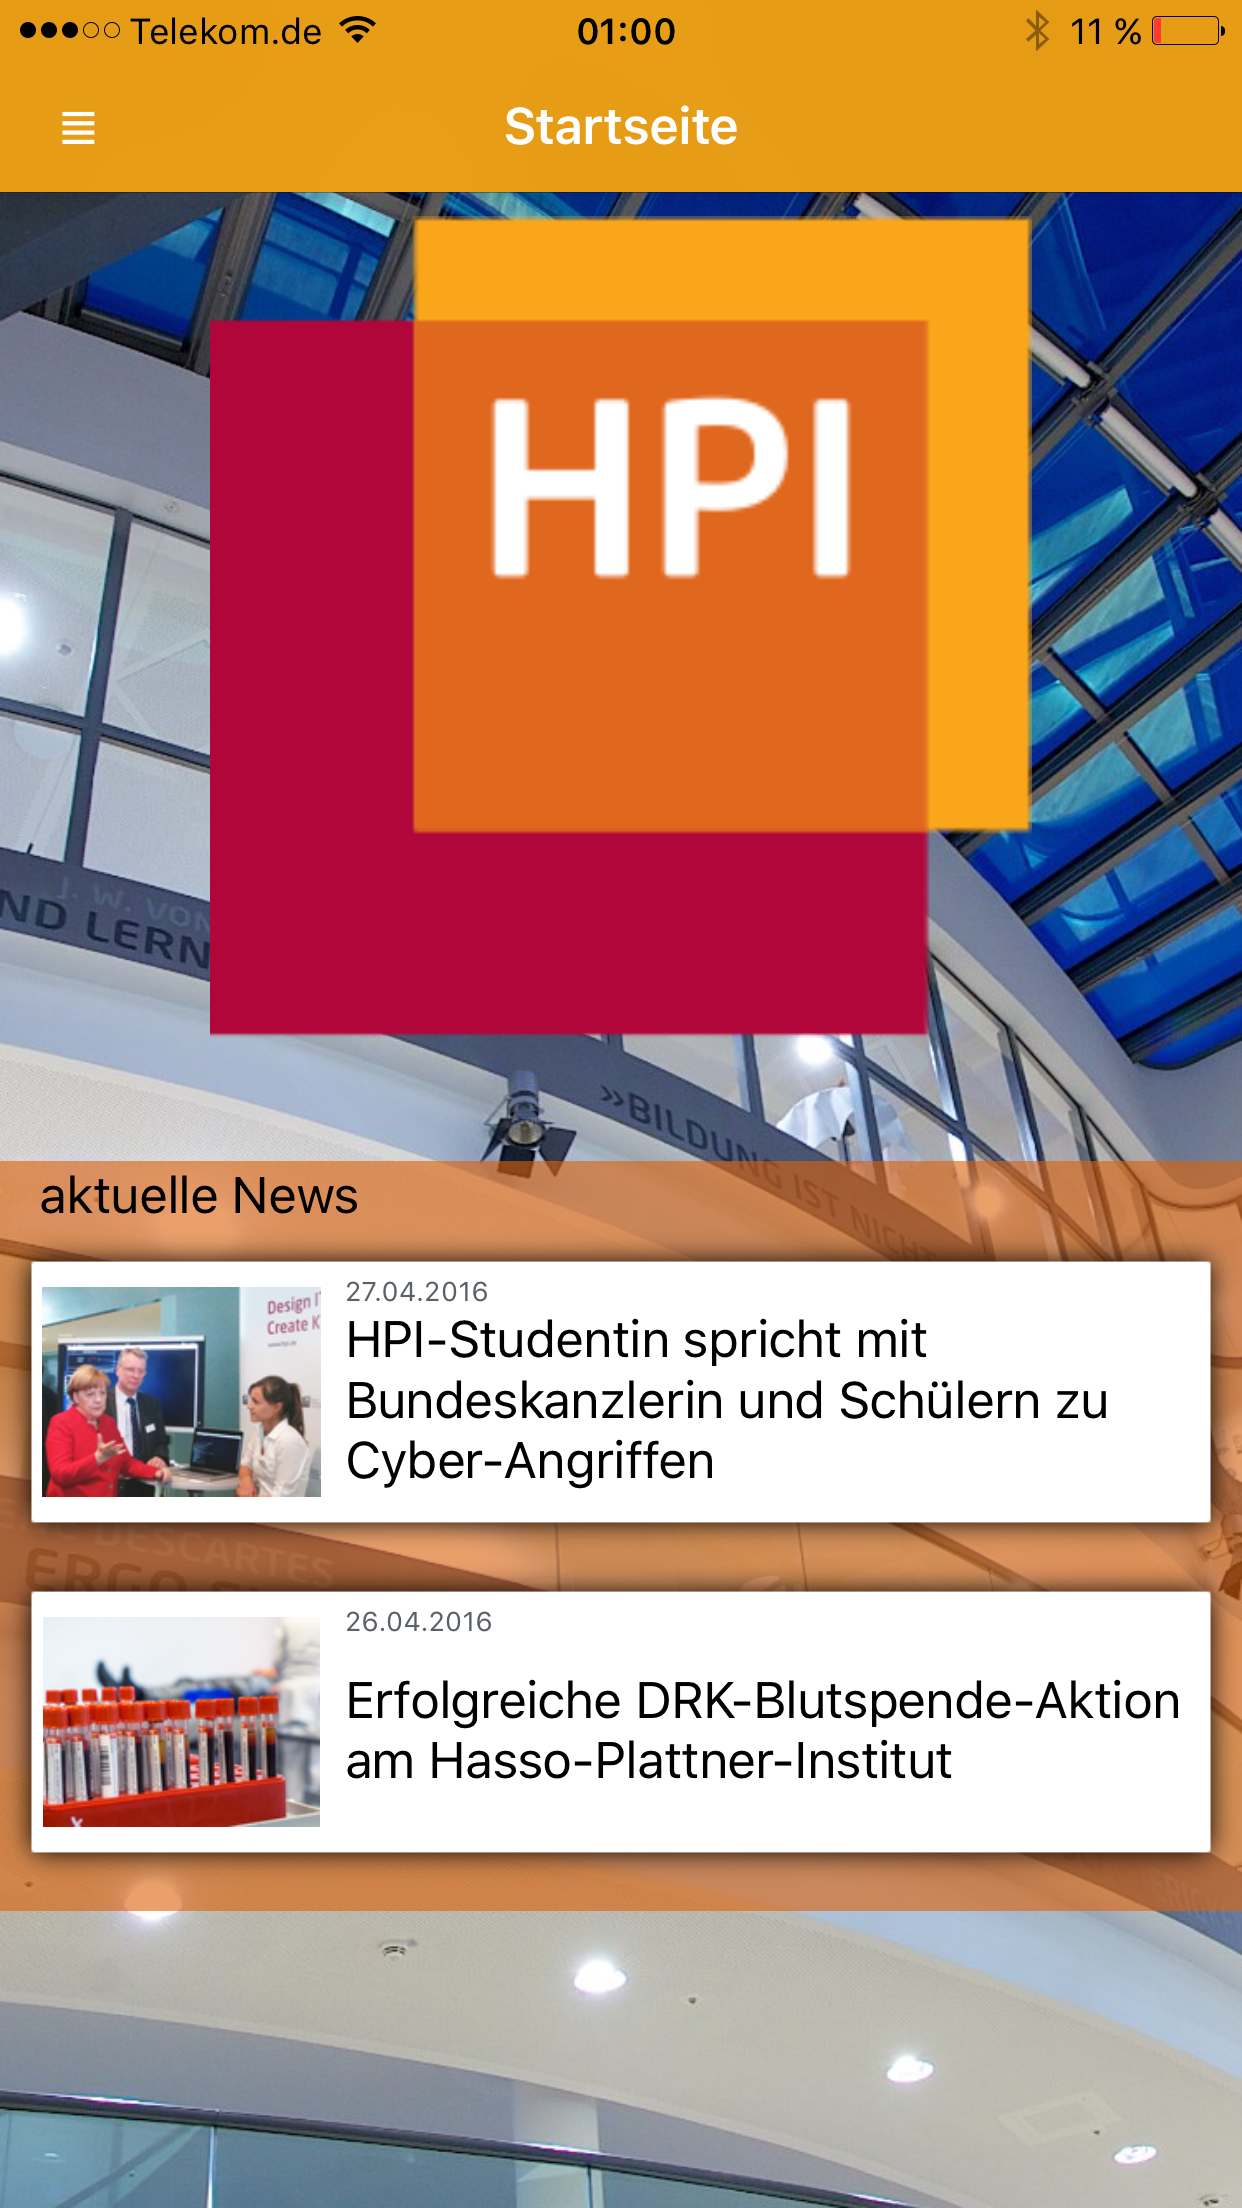 Telekom.de 01:00 11 %
Startseite
HPI
J. W. VON
ND LERN
»BILDUNG IST NICHT
aktuelle News
27.04.2016
HPI-Studentin spricht mit
Bundeskanzlerin und Schülern zu
Cyber-Angriffen
Design I
Create K
DESCARTES
ERGO
26.04.2016
Erfolgreiche DRK-Blutspende-Aktion
am Hasso-Plattner-Institut